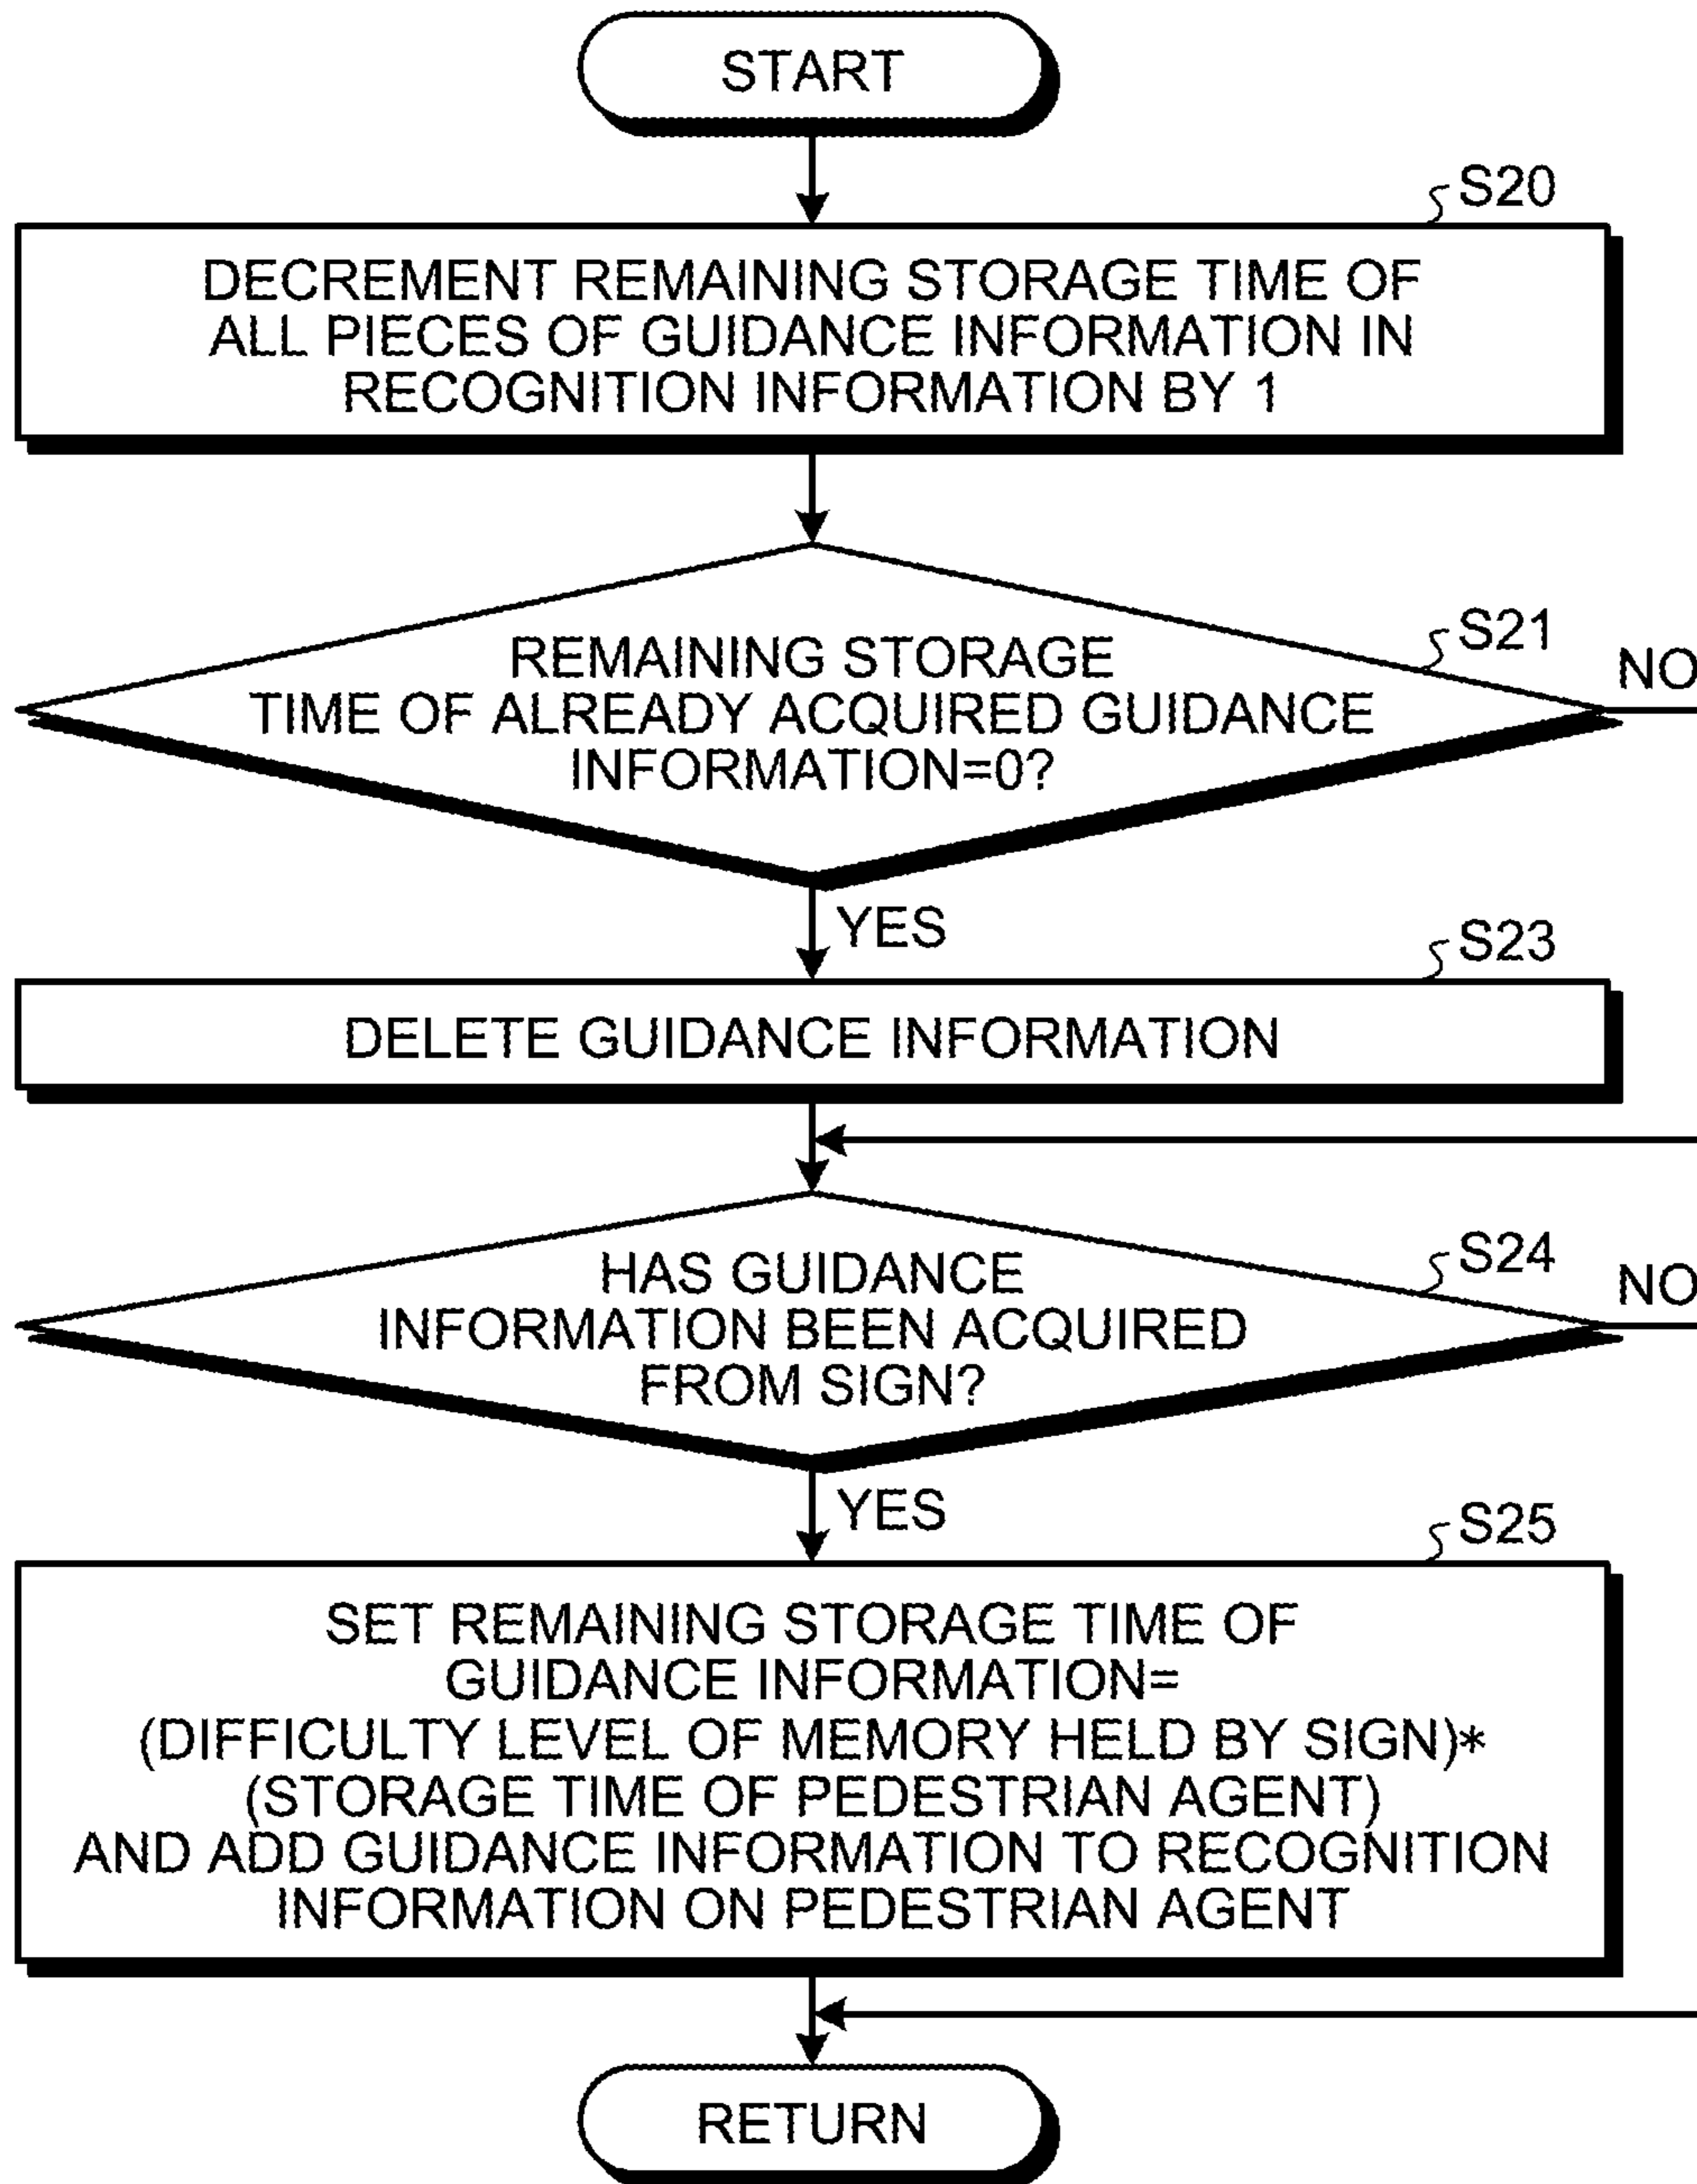 START
S20
DECREMENT REMAINING STORAGE TIME OF
ALL PIECES OF GUIDANCE INFORMATION IN
RECOGNITION INFORMATION BY 1
S21
NO
REMAINING STORAGE
TIME OF ALREADY ACQUIRED GUIDANCE
INFORMATION=0?
YES
S23
DELETE GUIDANCE INFORMATION
S24
NO
HAS GUIDANCE
INFORMATION BEEN ACQUIRED
FROM SIGN?
YES
S25
SET REMAINING STORAGE TIME OF
GUIDANCE INFORMATION=
(DIFFICULTY LEVEL OF MEMORY HELD BY SIGN)*
(STORAGE TIME OF PEDESTRIAN AGENT)
AND ADD GUIDANCE INFORMATION TO RECOGNITION
INFORMATION ON PEDESTRIAN AGENT
RETURN